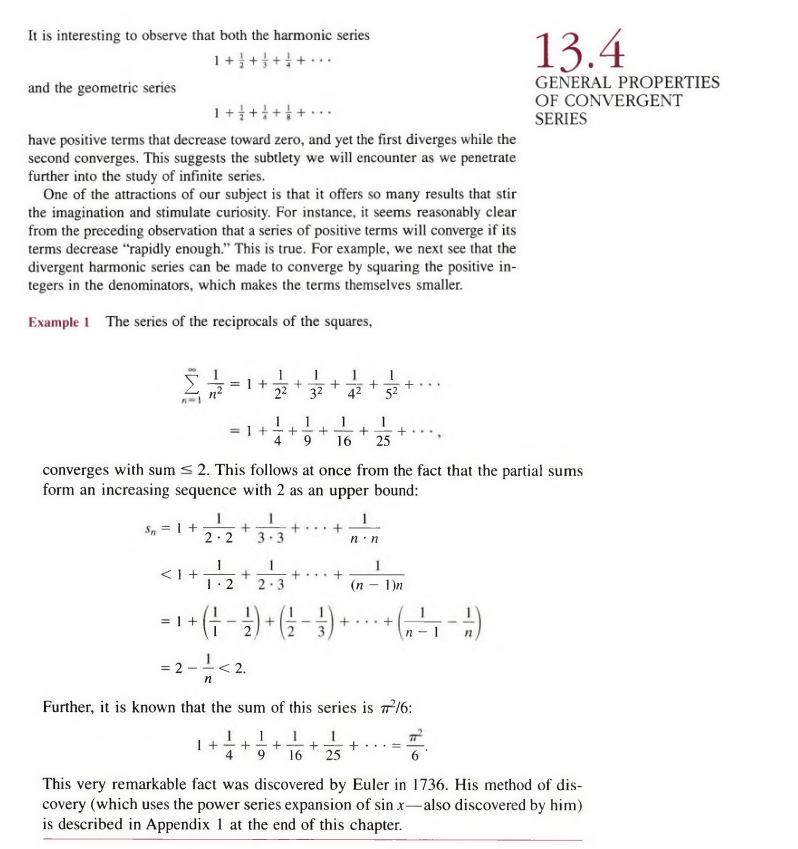 It is interesting to observe that both the harmonic series
1 + 1/2 + 1/3 + 1/4 + · · ·
and the geometric series
1 + 1/2 + 1/4 + 1/8 + · · ·
have positive terms that decrease toward zero, and yet the first diverges while the
second converges. This suggests the subtlety we will encounter as we penetrate
further into the study of infinite series.
One of the attractions of our subject is that it offers so many results that stir
the imagination and stimulate curiosity. For instance, it seems reasonably clear
from the preceding observation that a series of positive terms will converge if its
terms decrease “rapidly enough.” This is true. For example, we next see that the
divergent harmonic series can be made to converge by squaring the positive in-
tegers in the denominators, which makes the terms themselves smaller.
13.4
GENERAL PROPERTIES
OF CONVERGENT
SERIES
Example 1 The series of the reciprocals of the squares,
∞∑n=1 1/n² = 1 + 1/2² + 1/3² + 1/4² + 1/5² + · · ·
= 1 + 1/4 + 1/9 + 1/16 + 1/25 + · · · ,
converges with sum ≤ 2. This follows at once from the fact that the partial sums
form an increasing sequence with 2 as an upper bound:
sₙ = 1 + 1/(2 · 2) + 1/(3 · 3) + · · · + 1/(n · n)
< 1 + 1/(1 · 2) + 1/(2 · 3) + · · · + 1/((n − 1)n)
= 1 + (1/1 − 1/2) + (1/2 − 1/3) + · · · + (1/(n − 1) − 1/n)
= 2 − 1/n < 2.
Further, it is known that the sum of this series is π²/6:
1 + 1/4 + 1/9 + 1/16 + 1/25 + · · · = π²/6.
This very remarkable fact was discovered by Euler in 1736. His method of dis-
covery (which uses the power series expansion of sin x—also discovered by him)
is described in Appendix 1 at the end of this chapter.